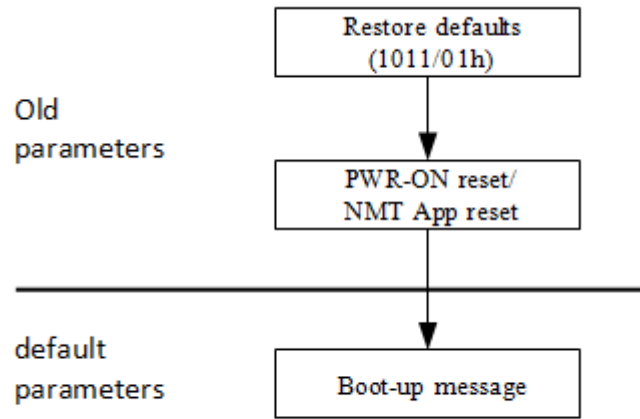 Restore defaults
(1011/01h)
Old
parameters
PWR-ON reset/
NMT App reset
default
parameters
Boot-up message